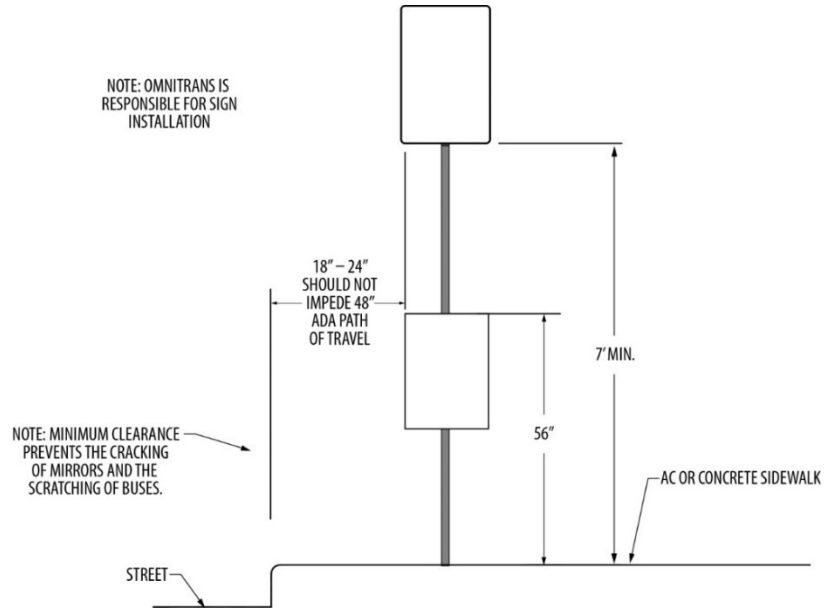 NOTE: OMNITRANS IS
RESPONSIBLE FOR SIGN
INSTALLATION
18” – 24”
SHOULD NOT
IMPEDE 48”
ADA PATH
OF TRAVEL
7’ MIN.
NOTE: MINIMUM CLEARANCE
PREVENTS THE CRACKING
OF MIRRORS AND THE
SCRATCHING OF BUSES.
56”
AC OR CONCRETE SIDEWALK
STREET